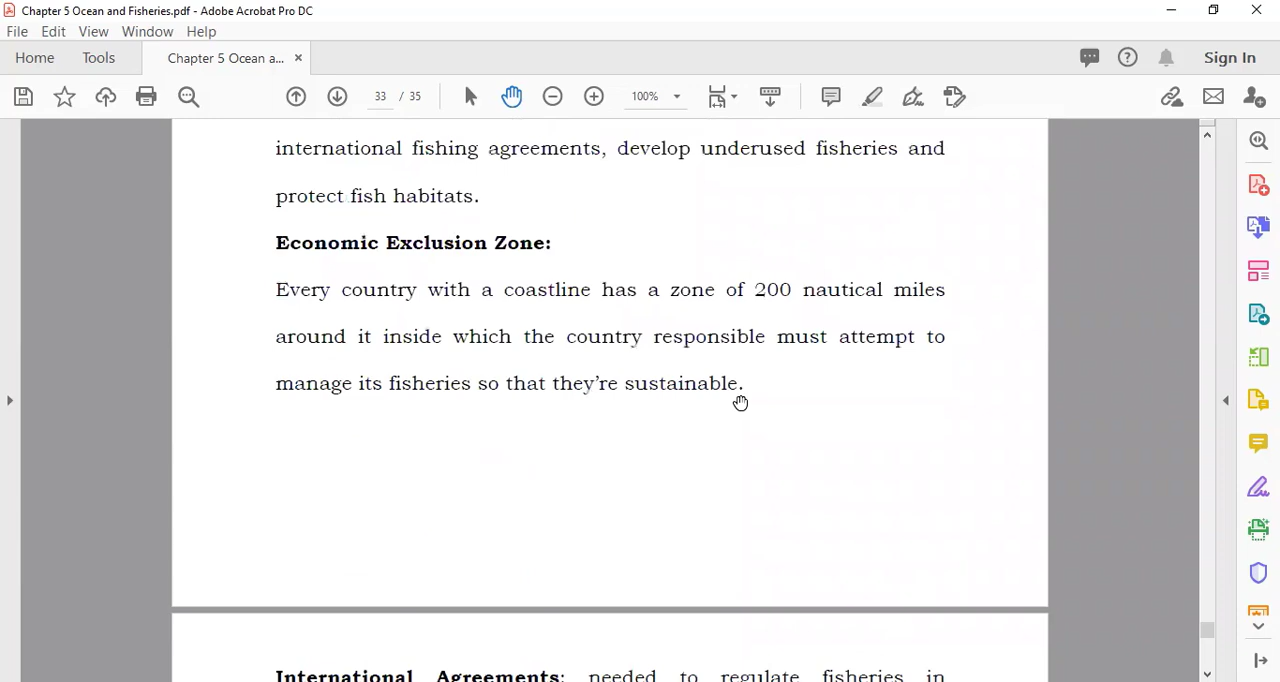 Chapter 5 Ocean and Fisheries.pdf - Adobe Acrobat Pro DC
File Edit View Window Help
Home Tools Chapter 5 Ocean a... × Sign In
33 / 35 100%
international fishing agreements, develop underused fisheries and
protect fish habitats.
Economic Exclusion Zone:
Every country with a coastline has a zone of 200 nautical miles
around it inside which the country responsible must attempt to
manage its fisheries so that they’re sustainable.
International Agreements: needed to regulate fisheries in